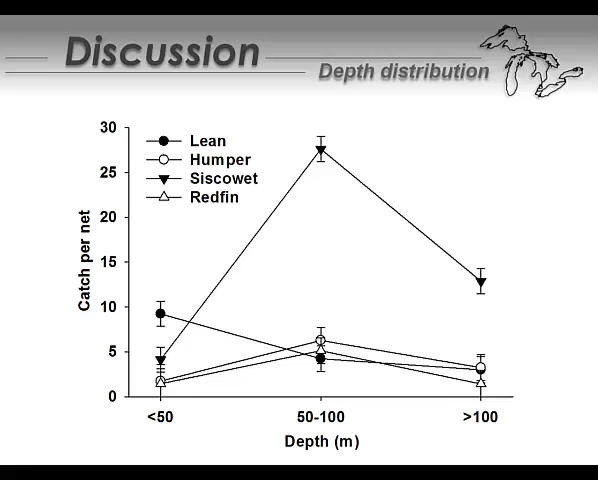 Discussion
Depth distribution
30
25
20
15
10
5
0
Catch per net
Lean
Humper
Siscowet
Redfin
<50
50-100
>100
Depth (m)